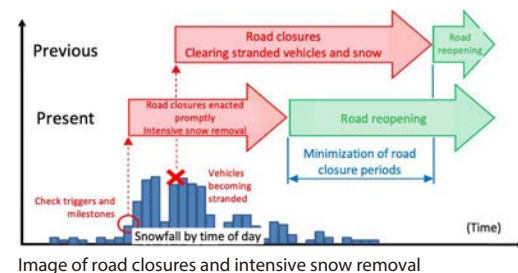 Previous
Road closures
Clearing stranded vehicles and snow
Road
reopening
Present
Road closures enacted
promptly
Intensive snow removal
Road reopening
Minimization of road
closure periods
Check triggers and
milestones
Vehicles
becoming
stranded
Snowfall by time of day
(Time)
Image of road closures and intensive snow removal